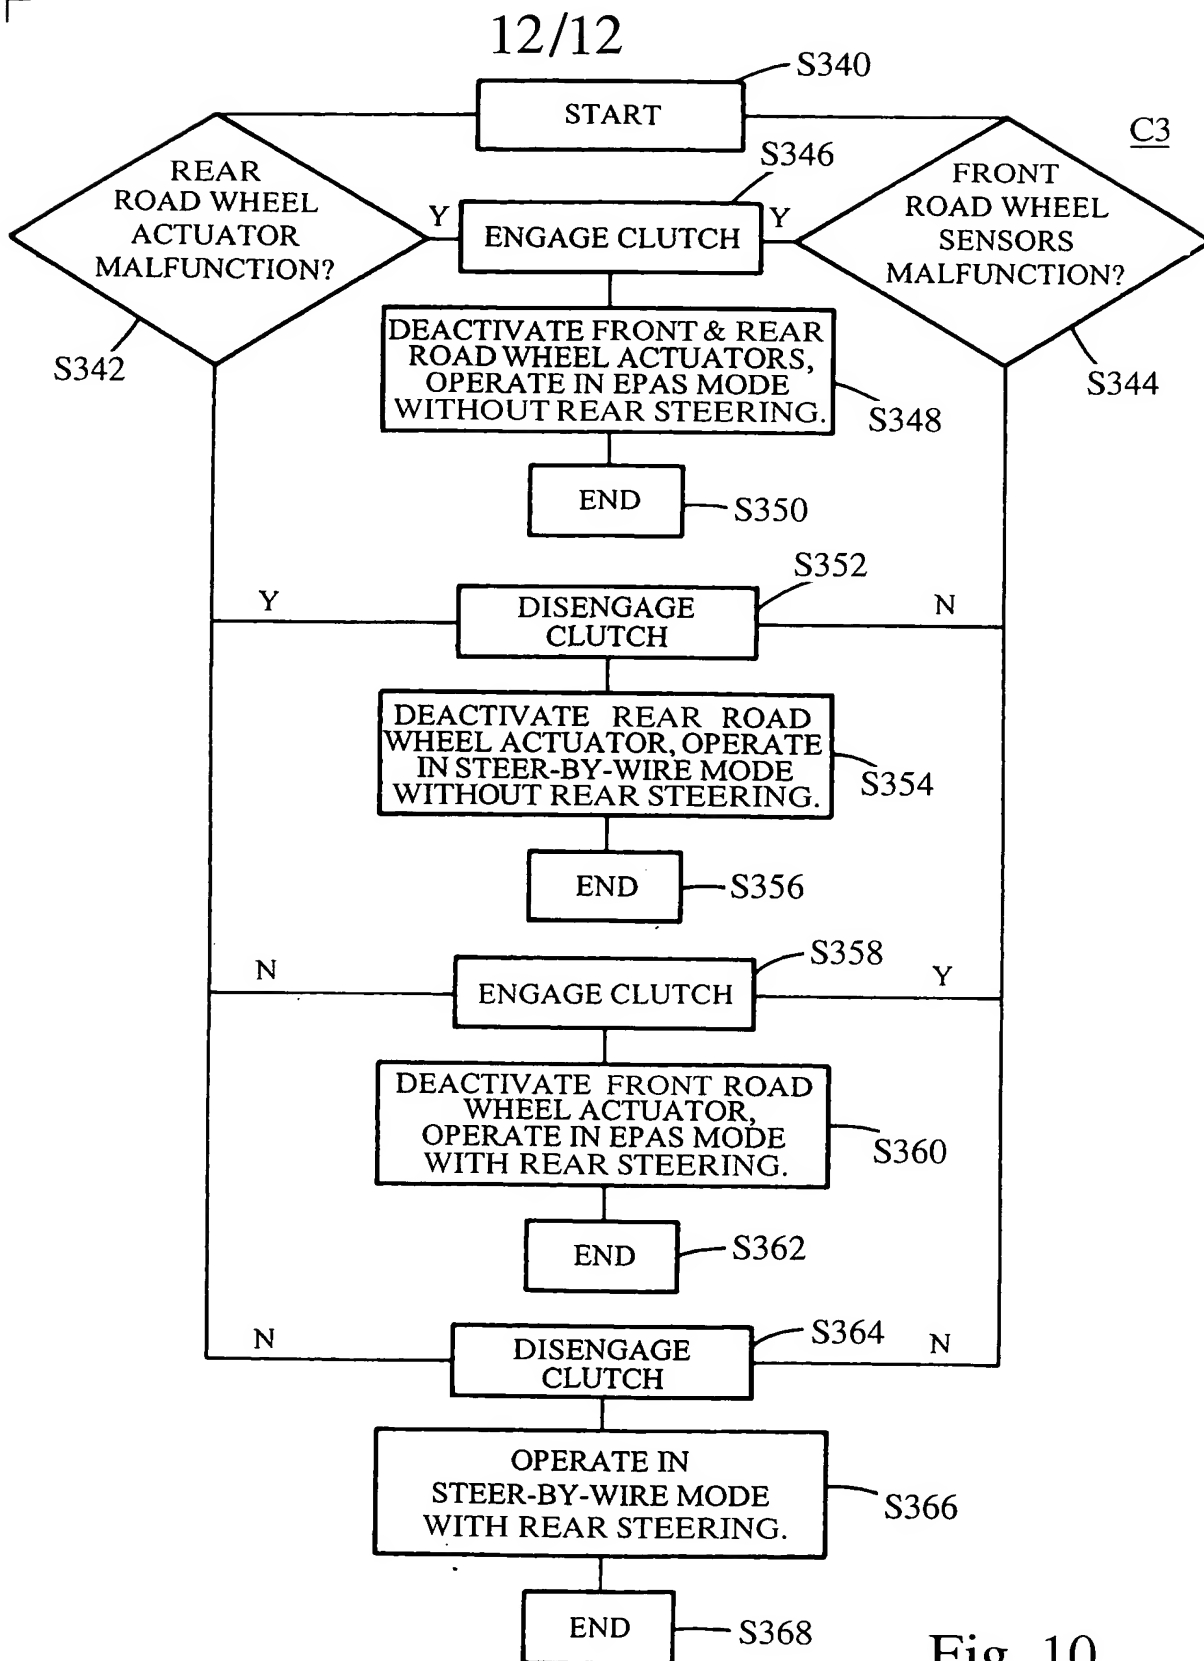 12/12
S340
START
C3
S346
REAR
ROAD WHEEL
ACTUATOR
MALFUNCTION?
FRONT
ROAD WHEEL
SENSORS
MALFUNCTION?
Y
ENGAGE CLUTCH
Y
S342
S344
DEACTIVATE FRONT & REAR
ROAD WHEEL ACTUATORS,
OPERATE IN EPAS MODE
WITHOUT REAR STEERING.
S348
END
S350
S352
Y
DISENGAGE
CLUTCH
N
DEACTIVATE REAR ROAD
WHEEL ACTUATOR, OPERATE
IN STEER-BY-WIRE MODE
WITHOUT REAR STEERING.
S354
END
S356
S358
N
ENGAGE CLUTCH
Y
DEACTIVATE FRONT ROAD
WHEEL ACTUATOR,
OPERATE IN EPAS MODE
WITH REAR STEERING.
S360
END
S362
S364
N
DISENGAGE
CLUTCH
N
OPERATE IN
STEER-BY-WIRE MODE
WITH REAR STEERING.
S366
END
S368
Fig. 10